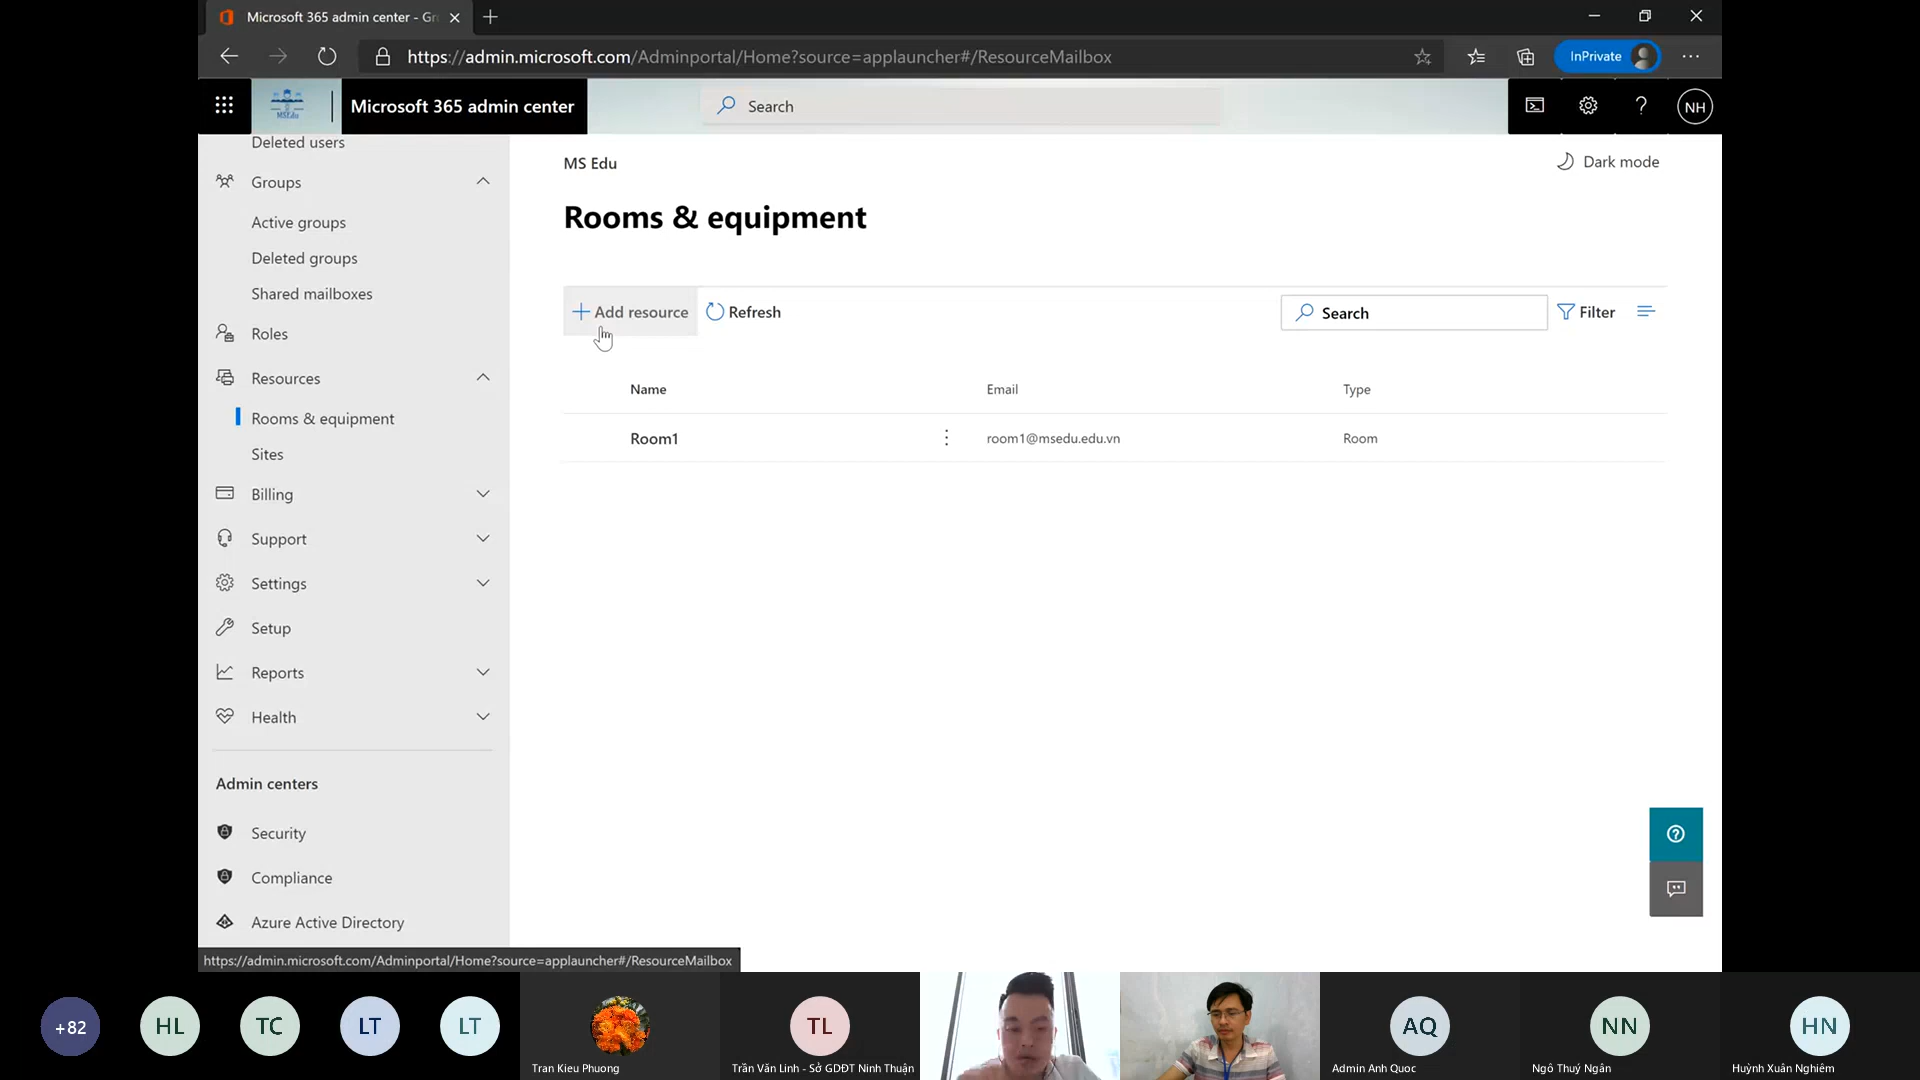 Microsoft 365 admin center - Gr
https://admin.microsoft.com/Adminportal/Home?source=applauncher#/ResourceMailbox
InPrivate
MSEdu
Microsoft 365 admin center
Search
NH
Deleted users
Groups
Active groups
Deleted groups
Shared mailboxes
Roles
Resources
Rooms & equipment
Sites
Billing
Support
Settings
Setup
Reports
Health
Admin centers
Security
Compliance
Azure Active Directory
MS Edu
Dark mode
Rooms & equipment
Add resource
Refresh
Search
Filter
Name
Email
Type
Room1
room1@msedu.edu.vn
Room
https://admin.microsoft.com/Adminportal/Home?source=applauncher#/ResourceMailbox
+82
HL
TC
LT
LT
Tran Kieu Phuong
TL
Trần Văn Linh - Sở GDĐT Ninh Thuận
AQ
Admin Anh Quoc
NN
Ngô Thuý Ngân
HN
Huỳnh Xuân Nghiêm